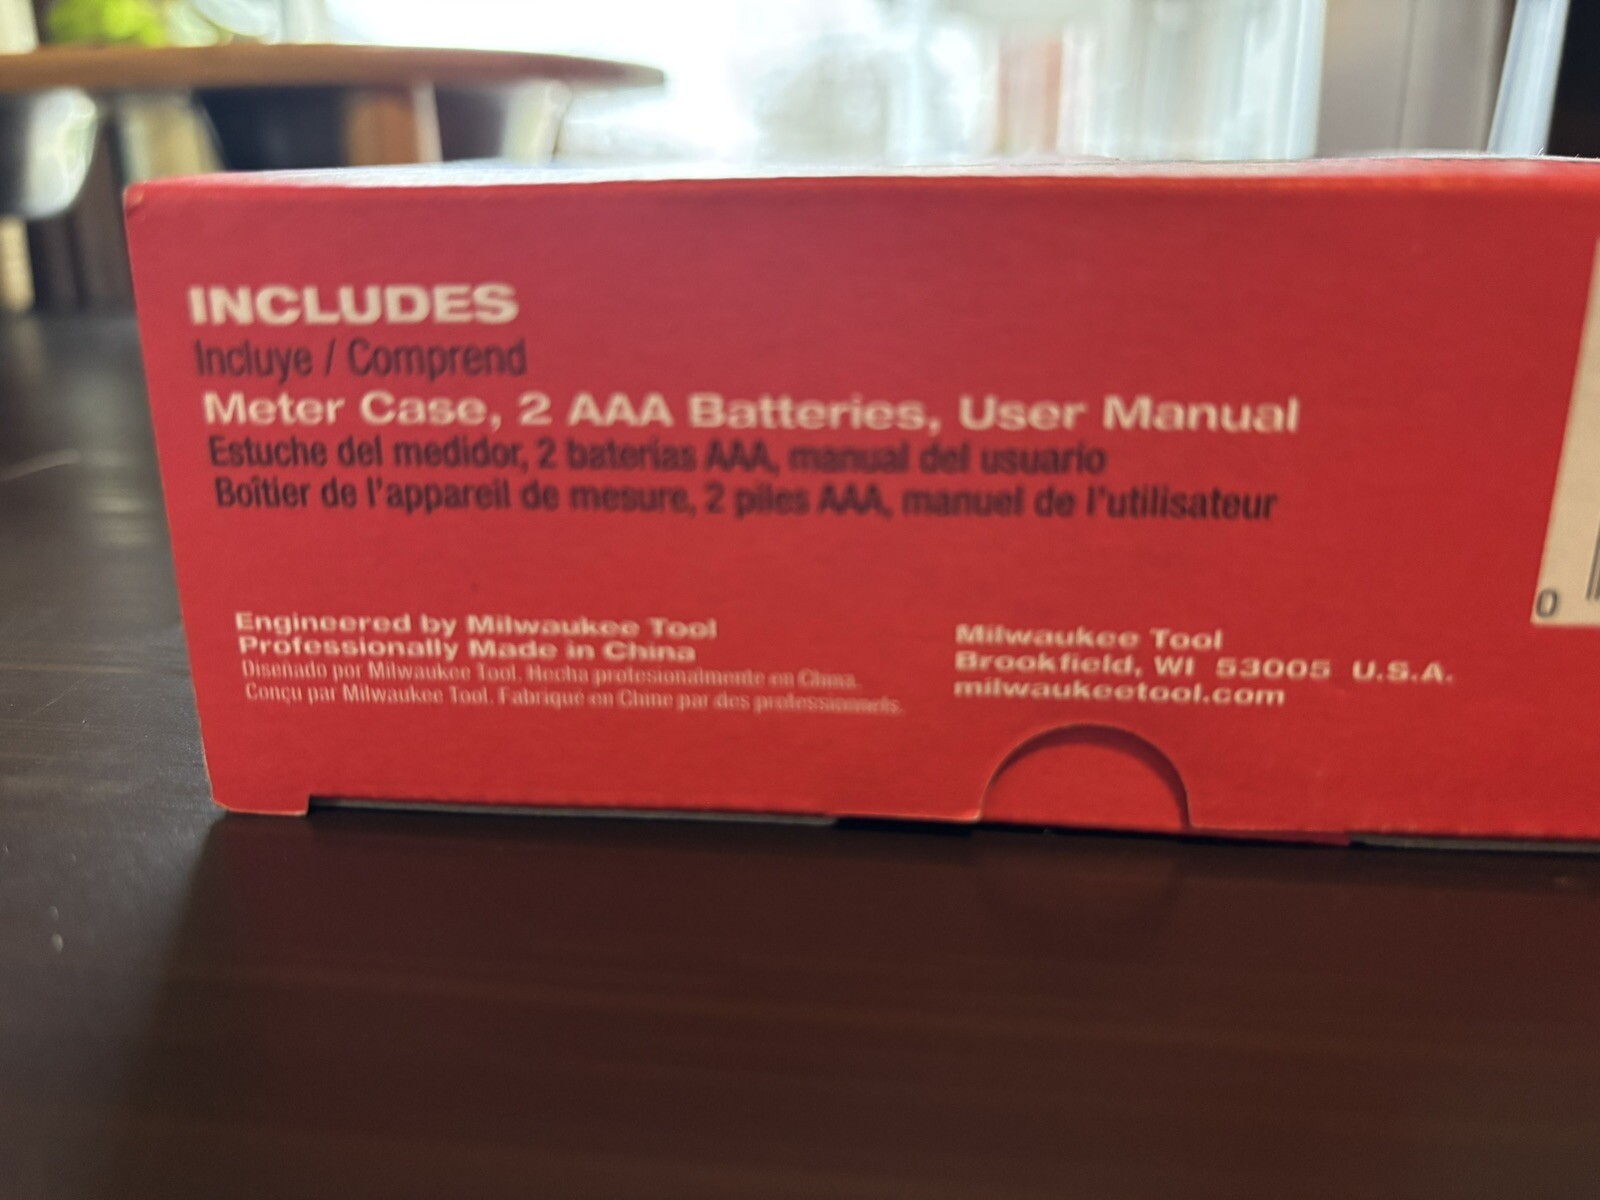 INCLUDES
Incluye / Comprend
Meter Case, 2 AAA Batteries, User Manual
Estuche del medidor, 2 baterías AAA, manual del usuario
Boîtier de l'appareil de mesure, 2 piles AAA, manuel de l'utilisateur
Engineered by Milwaukee Tool
Professionally Made in China
Diseñado por Milwaukee Tool. Hecha profesionalmente en China.
Conçu par Milwaukee Tool. Fabriqué en Chine par des professionnels.
Milwaukee Tool
Brookfield, WI 53005 U.S.A.
milwaukeetool.com
0